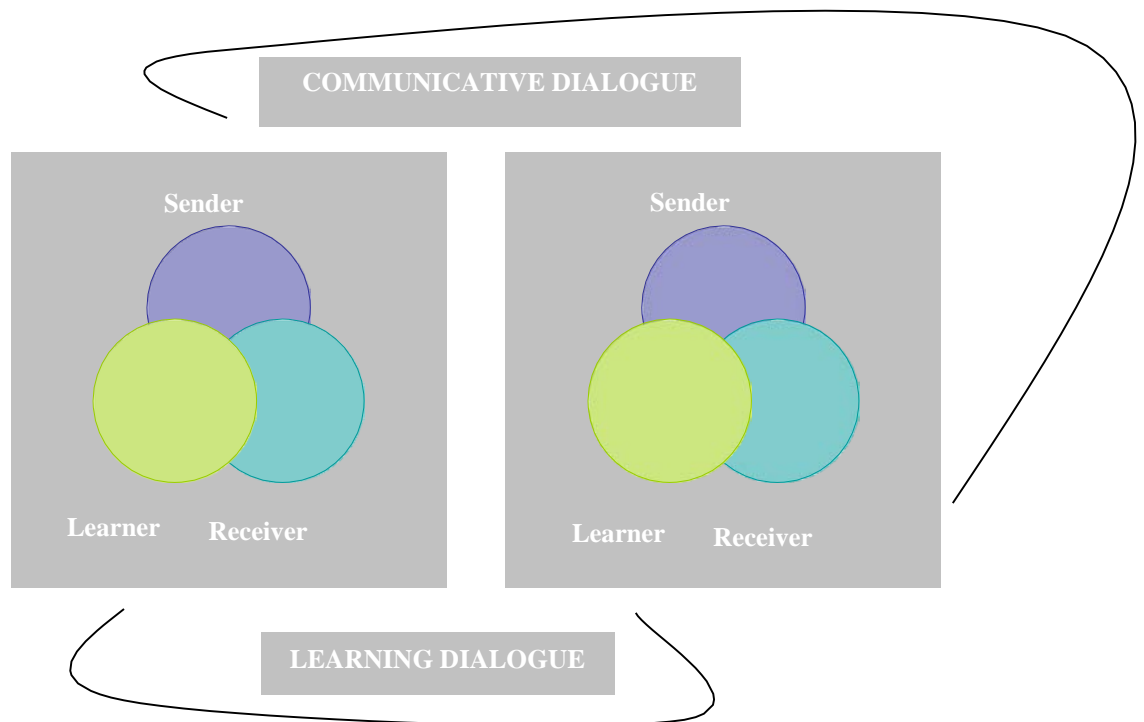 COMMUNICATIVE DIALOGUE
Sender
Learner
Receiver
Sender
Learner
Receiver
LEARNING DIALOGUE